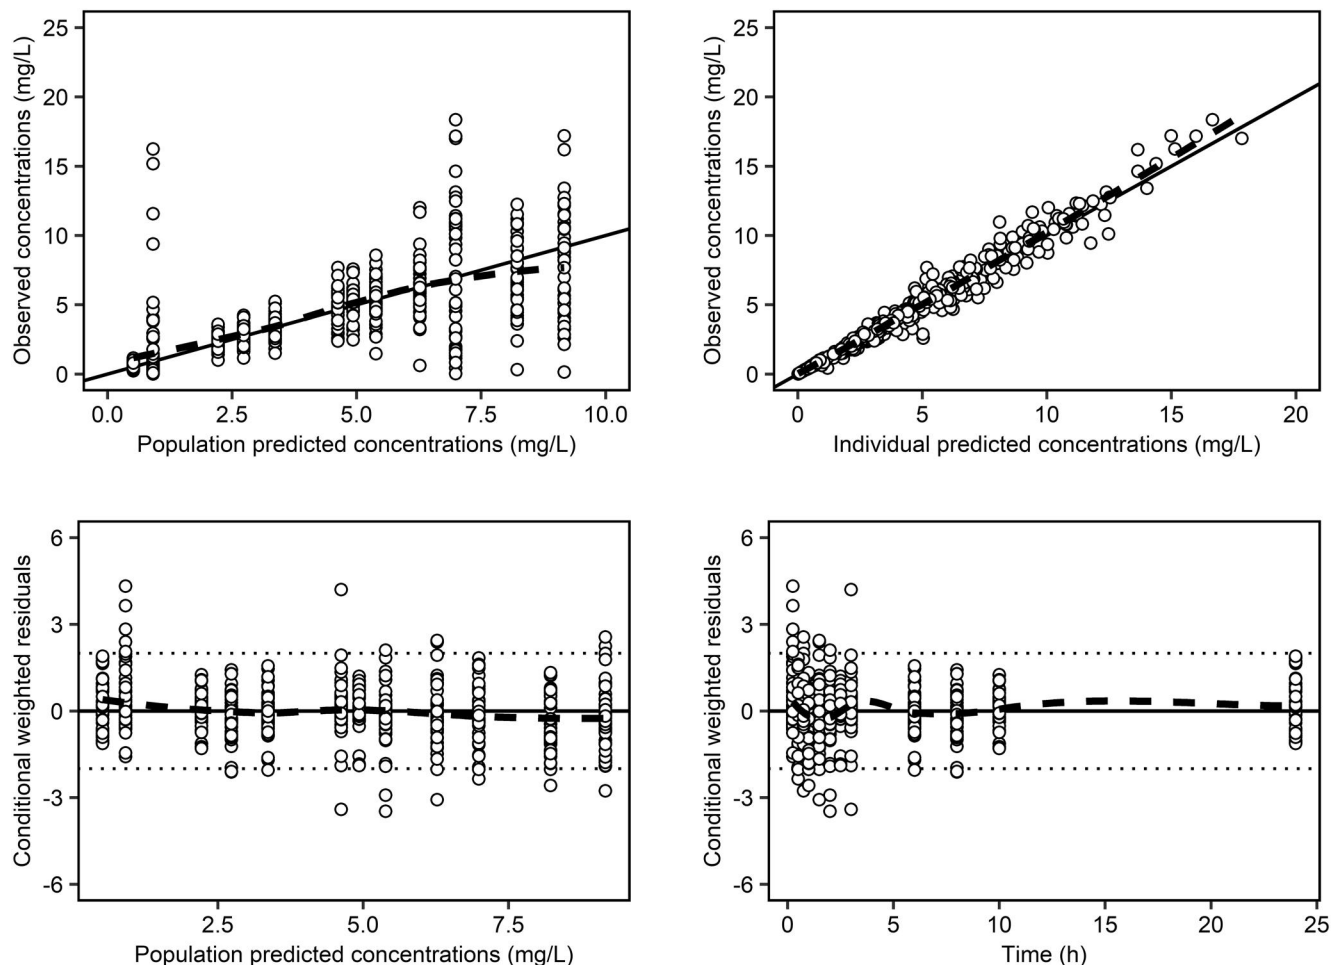 Observed concentrations (mg/L)
25
20
15
10
5
0
0.0 2.5 5.0 7.5 10.0
Population predicted concentrations (mg/L)
Observed concentrations (mg/L)
25
20
15
10
5
0
0 5 10 15 20
Individual predicted concentrations (mg/L)
Conditional weighted residuals
6
3
0
-3
-6
2.5 5.0 7.5
Population predicted concentrations (mg/L)
Conditional weighted residuals
6
3
0
-3
-6
0 5 10 15 20 25
Time (h)